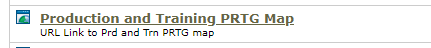 Production and Training PRTG Map
URL Link to Prd and Trn PRTG map